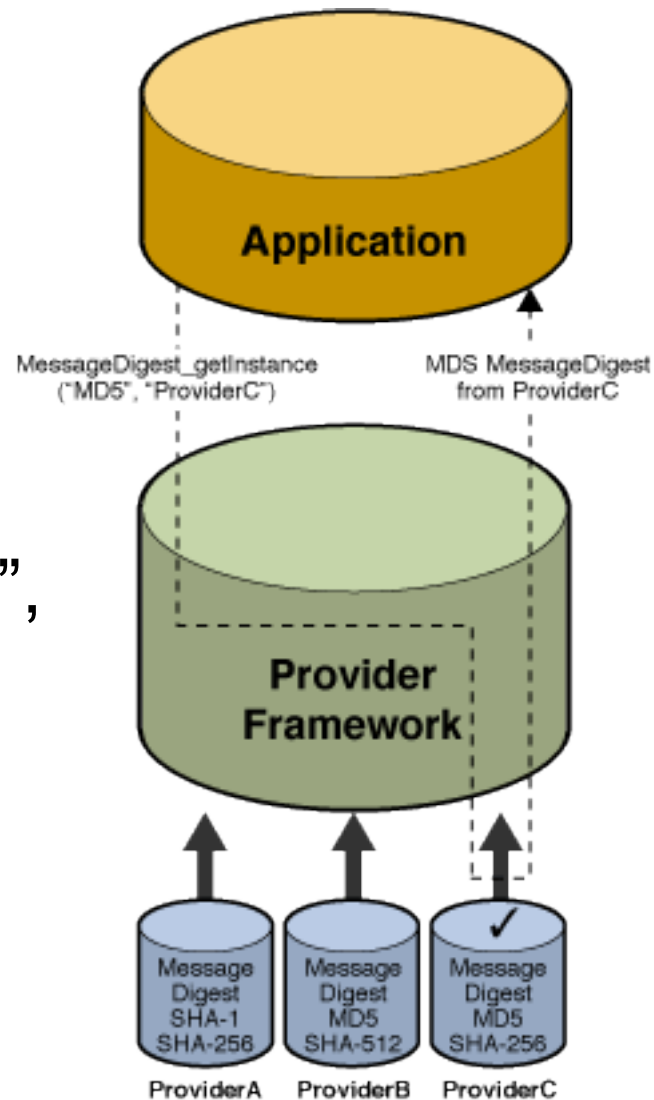 Application
MessageDigest_getInstance
(“MD5”, “ProviderC”)
MDS MessageDigest
from ProviderC
”,
Provider
Framework
✓
Message
Digest
SHA-1
SHA-256
Message
Digest
MD5
SHA-512
Message
Digest
MD5
SHA-256
ProviderA
ProviderB
ProviderC